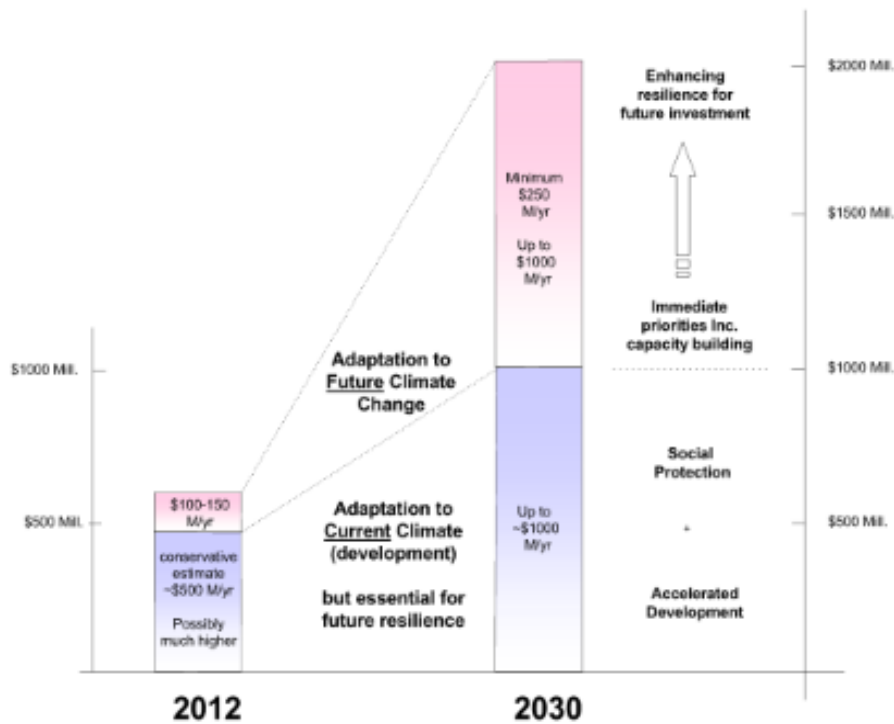 $1000 Mill.
$500 Mill.
$100-150
M/yr
conservative
estimate
~$500 M/yr
Possibly
much higher
2012
Adaptation to
Future Climate
Change
Adaptation to
Current Climate
(development)
but essential for
future resilience
Minimum
$250
M/yr
Up to
$1000
M/yr
Up to
~$1000
M/yr
2030
Enhancing
resilience for
future investment
Immediate
priorities Inc.
capacity building
Social
Protection
+
Accelerated
Development
$2000 Mill.
$1500 Mill.
$1000 Mill.
$500 Mill.